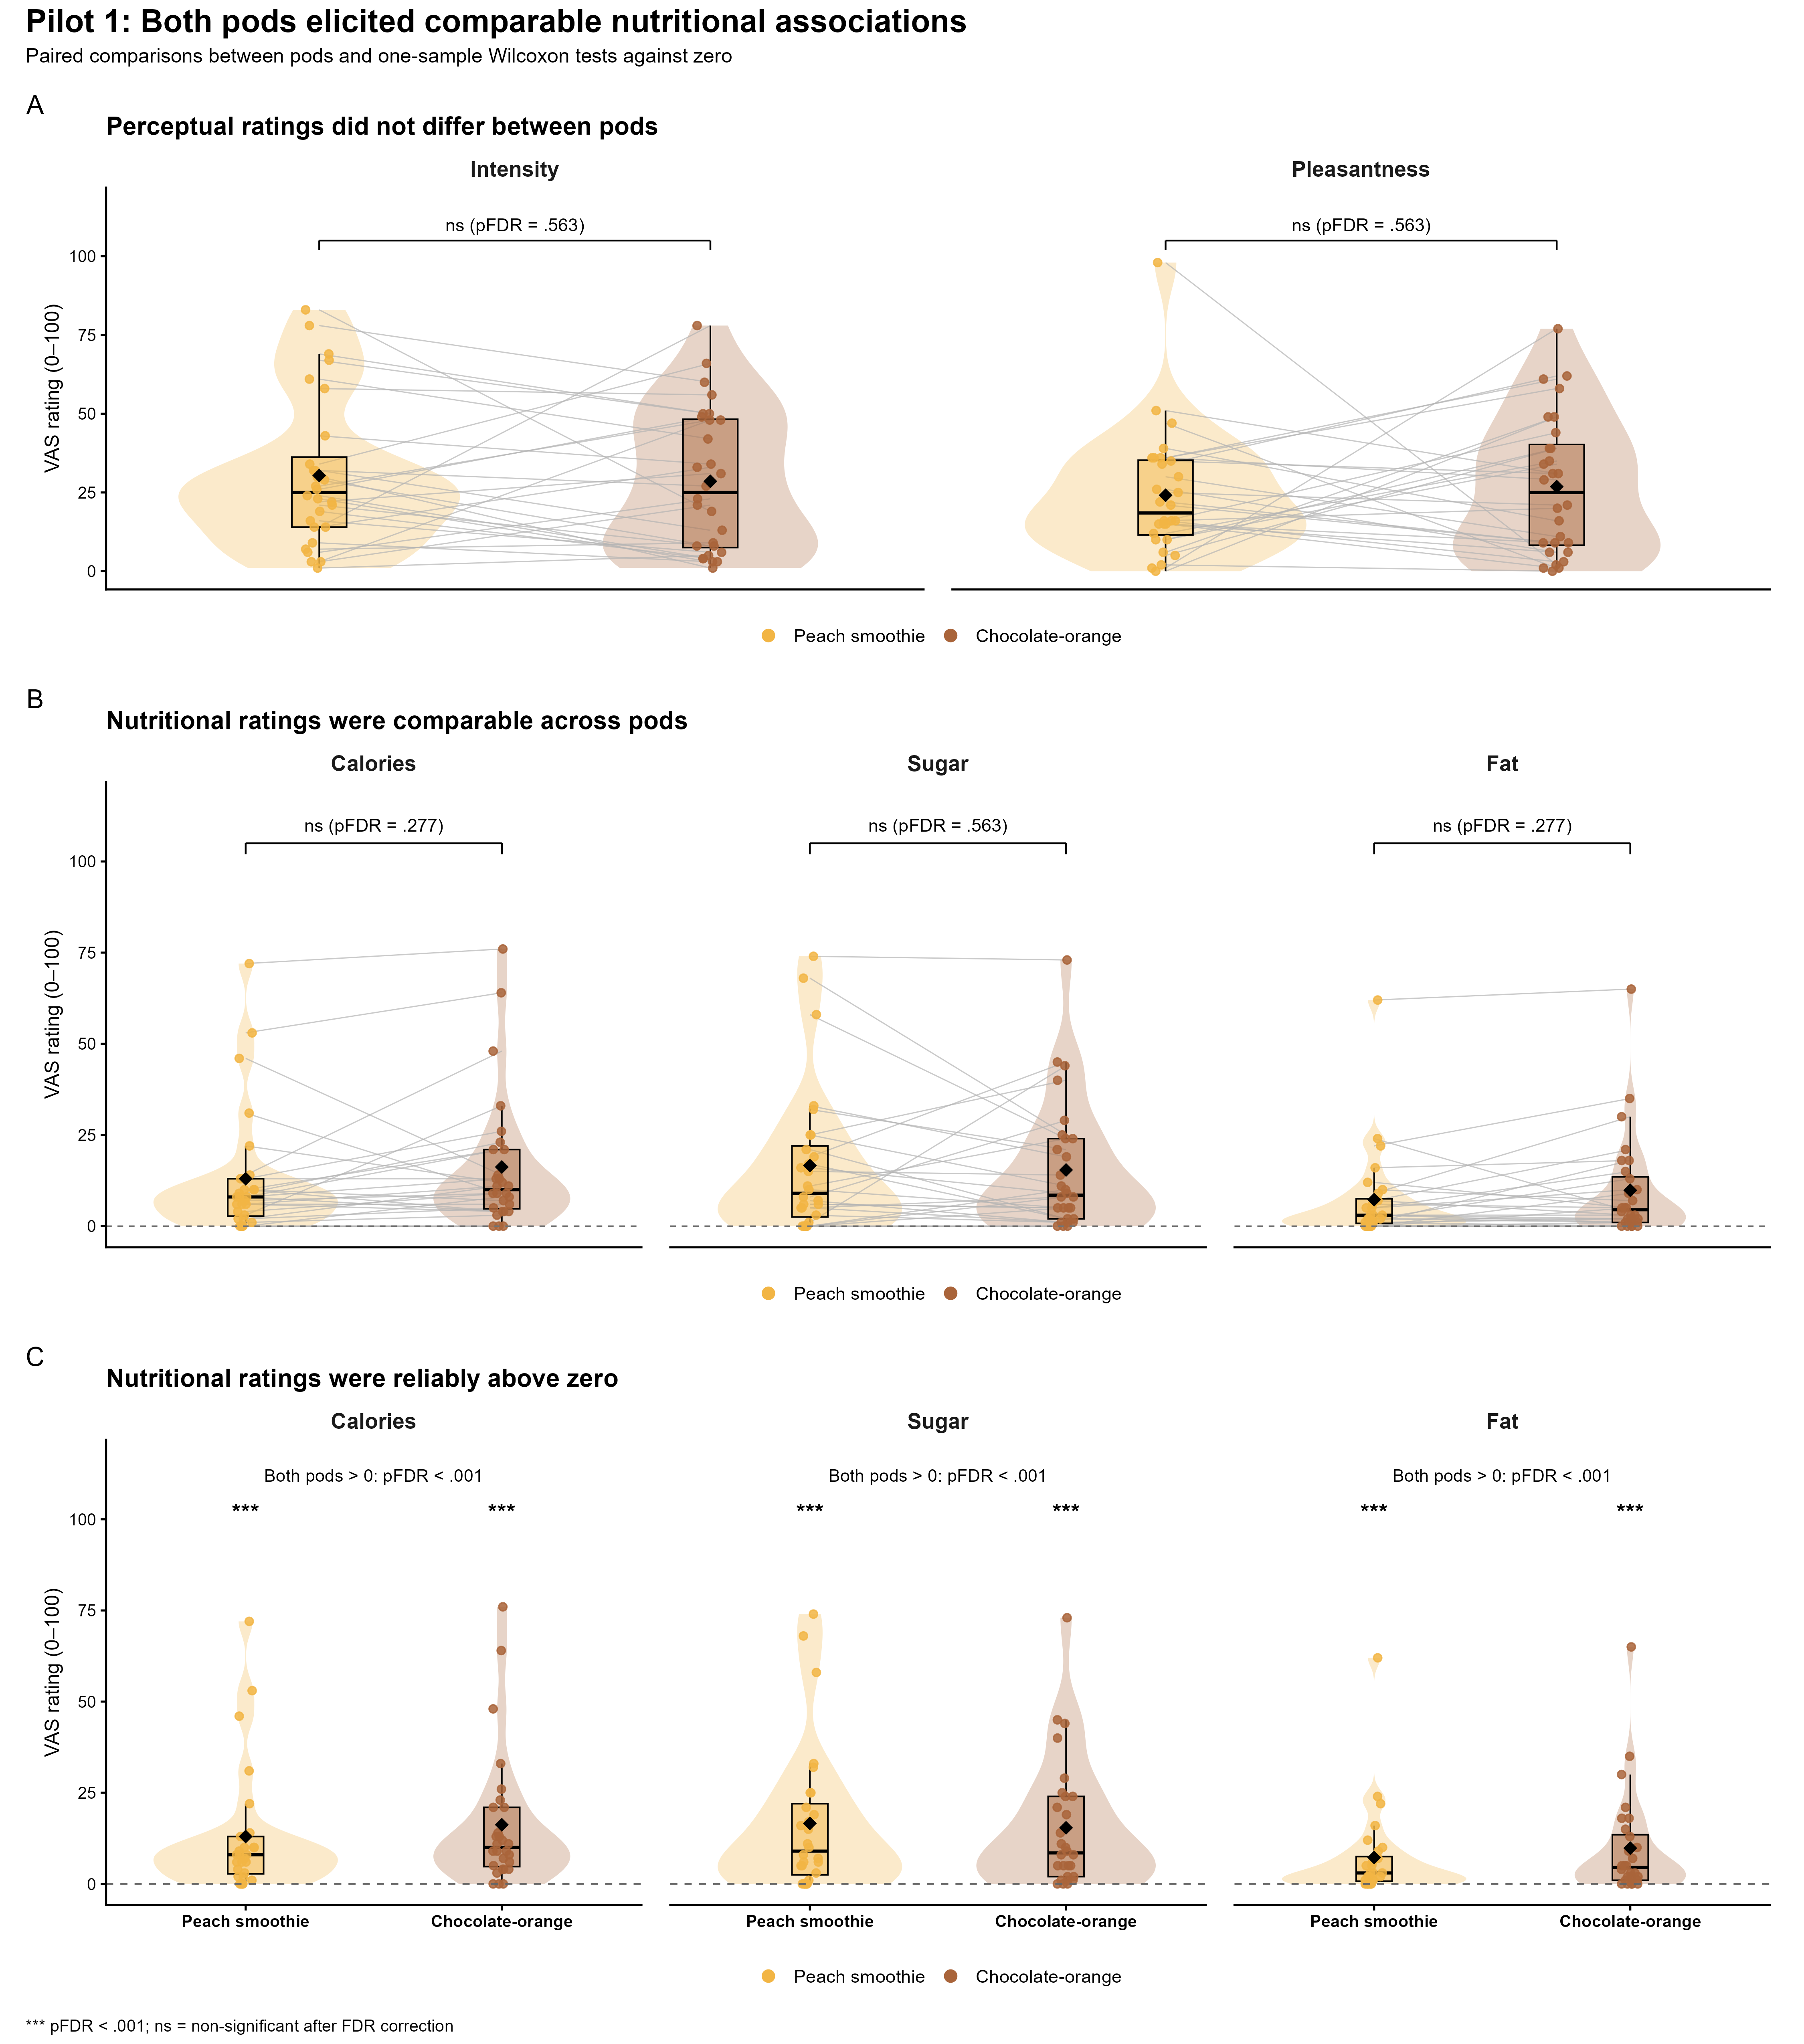 Pilot 1: Both pods elicited comparable nutritional associations
Paired comparisons between pods and one-sample Wilcoxon tests against zero
A
Perceptual ratings did not differ between pods
Intensity
Pleasantness
ns (pFDR = .563)
ns (pFDR = .563)
VAS rating (0–100)
100
75
50
25
0
Peach smoothie
Chocolate-orange
B
Nutritional ratings were comparable across pods
Calories
Sugar
Fat
ns (pFDR = .277)
ns (pFDR = .563)
ns (pFDR = .277)
VAS rating (0–100)
100
75
50
25
0
Peach smoothie
Chocolate-orange
C
Nutritional ratings were reliably above zero
Calories
Sugar
Fat
Both pods > 0: pFDR < .001
Both pods > 0: pFDR < .001
Both pods > 0: pFDR < .001
***
***
***
***
***
***
VAS rating (0–100)
100
75
50
25
0
Peach smoothie
Chocolate-orange
Peach smoothie
Chocolate-orange
Peach smoothie
Chocolate-orange
Peach smoothie
Chocolate-orange
*** pFDR < .001; ns = non-significant after FDR correction